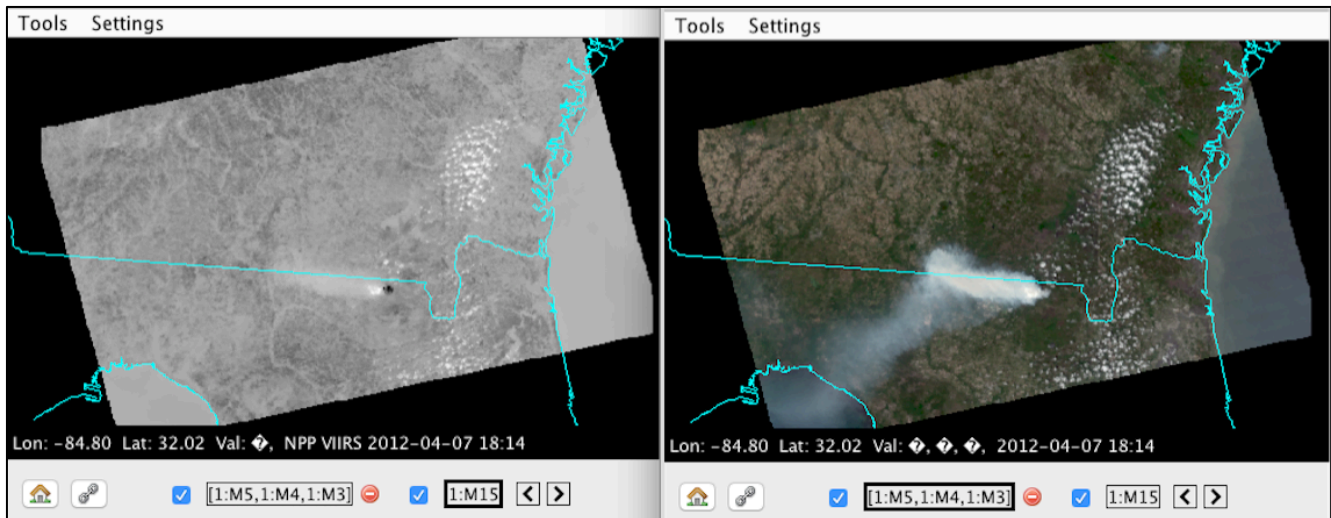 Tools Settings
Lon: -84.80 Lat: 32.02 Val: �, NPP VIIRS 2012-04-07 18:14
[1:M5,1:M4,1:M3] 1:M15 < >
Tools Settings
Lon: -84.80 Lat: 32.02 Val: �, �, �, 2012-04-07 18:14
[1:M5,1:M4,1:M3] 1:M15 < >